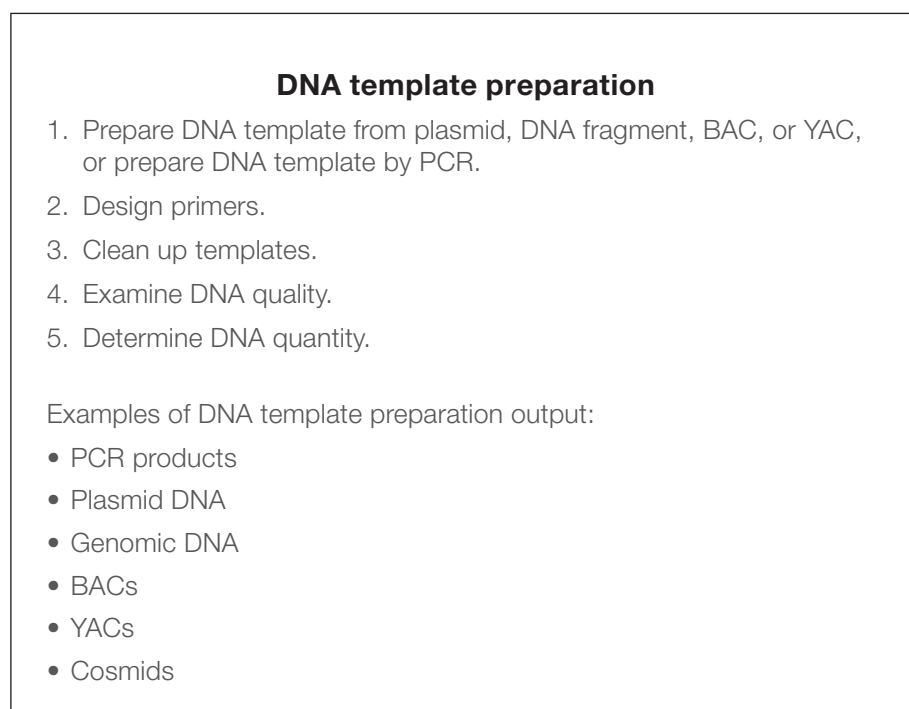 DNA template preparation
1. Prepare DNA template from plasmid, DNA fragment, BAC, or YAC,
or prepare DNA template by PCR.
2. Design primers.
3. Clean up templates.
4. Examine DNA quality.
5. Determine DNA quantity.
Examples of DNA template preparation output:
• PCR products
• Plasmid DNA
• Genomic DNA
• BACs
• YACs
• Cosmids